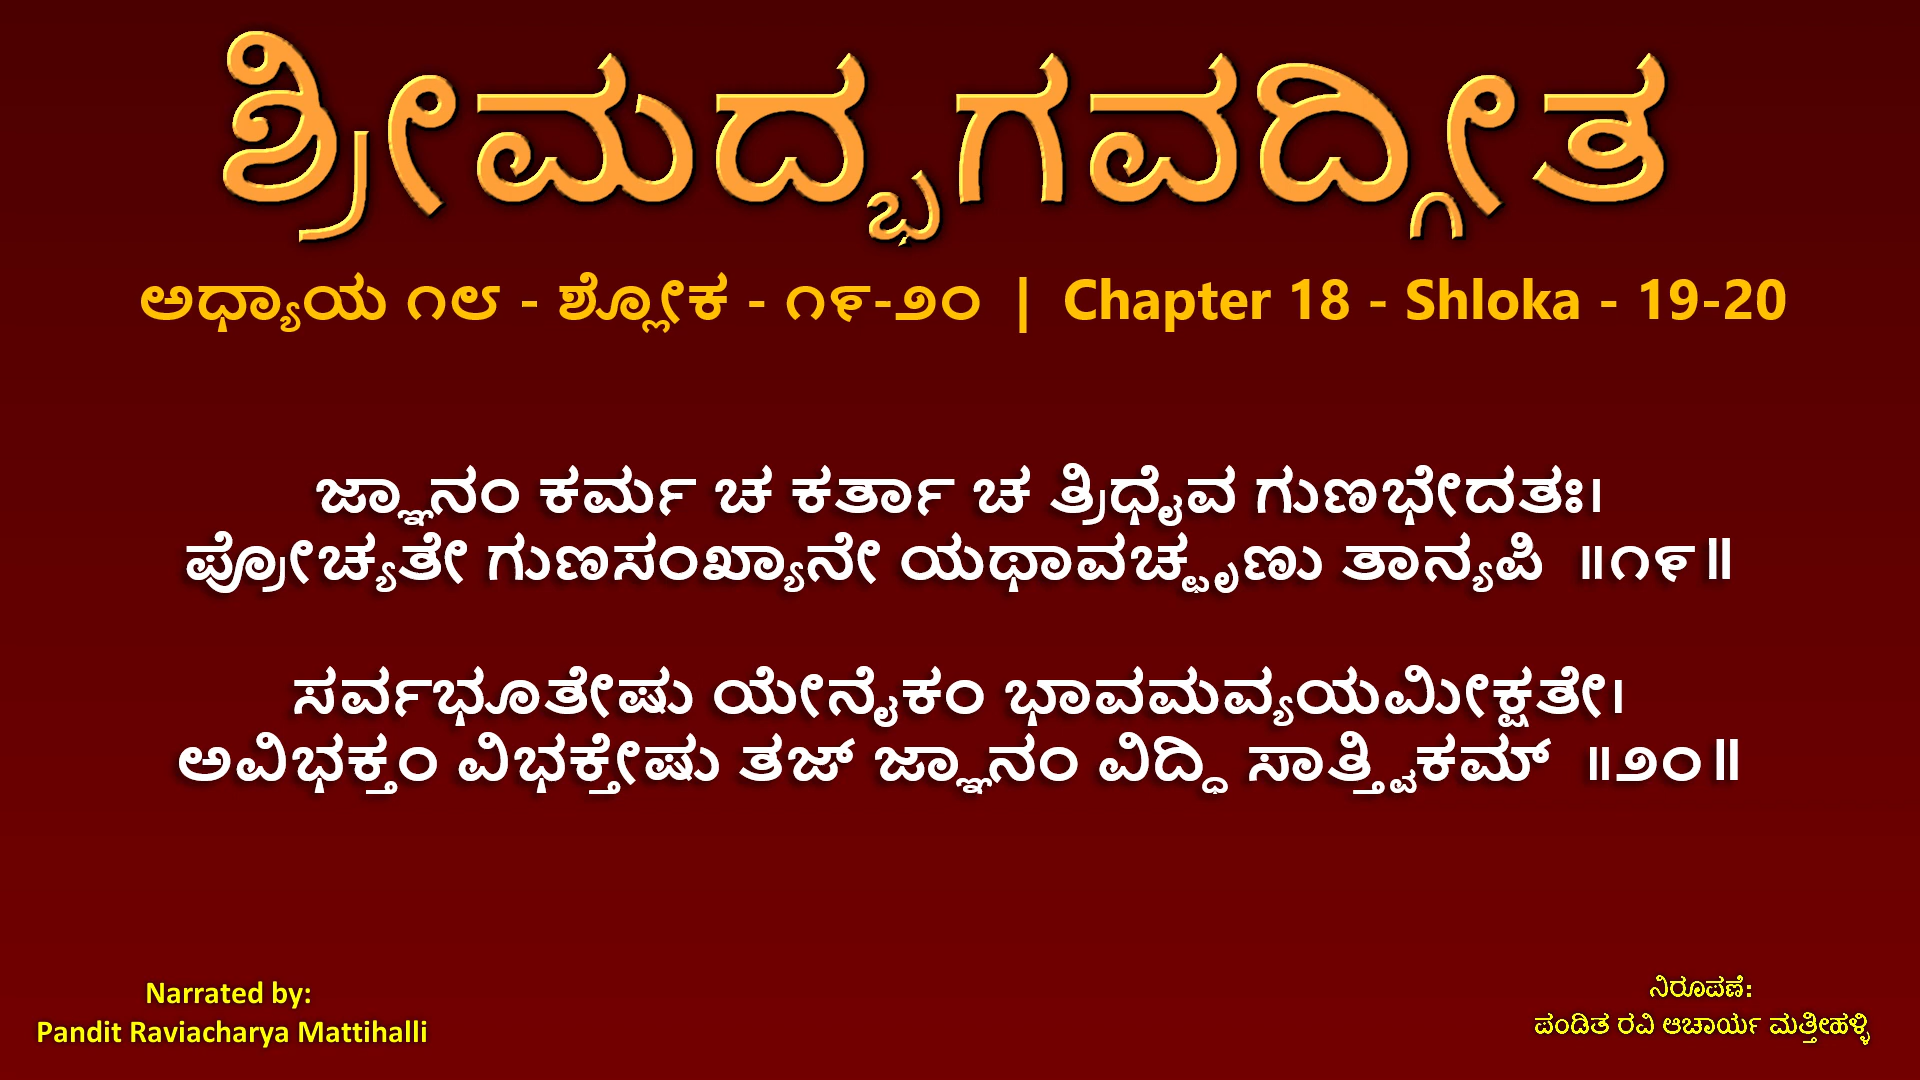 ಶ್ರೀಮದ್ಭಗವದ್ಗೀತ
ಅಧ್ಯಾಯ ೧೮ - ಶ್ಲೋಕ - ೧೯-೨೦ | Chapter 18 - Shloka - 19-20
ಜ್ಞಾನಂ ಕರ್ಮ ಚ ಕರ್ತಾ ಚ ತ್ರಿಧೈವ ಗುಣಭೇದತಃ।
ಪ್ರೋಚ್ಯತೇ ಗುಣಸಂಖ್ಯಾನೇ ಯಥಾವಚ್ಛೃಣು ತಾನ್ಯಪಿ ॥೧೯॥
ಸರ್ವಭೂತೇಷು ಯೇನೈಕಂ ಭಾವಮವ್ಯಯಮೀಕ್ಷತೇ।
ಅವಿಭಕ್ತಂ ವಿಭಕ್ತೇಷು ತಜ್ ಜ್ಞಾನಂ ವಿದ್ಧಿ ಸಾತ್ತ್ವಿಕಮ್ ॥೨೦॥
Narrated by:
Pandit Raviacharya Mattihalli
ನಿರೂಪಣೆ:
ಪಂಡಿತ ರವಿ ಆಚಾರ್ಯ ಮತ್ತೀಹಳ್ಳಿ